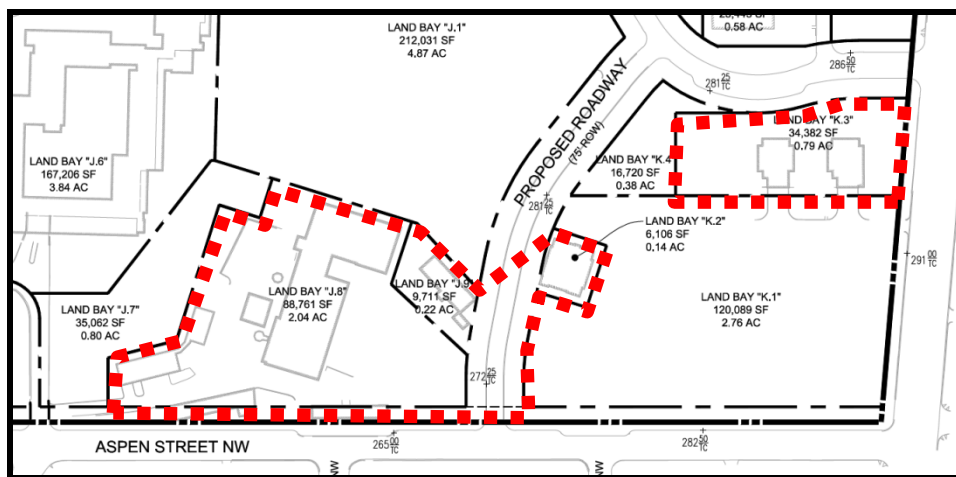 0.58 AC
LAND BAY "J.1"
212,031 SF
4.87 AC
286 50
TC
281 25
TC
PROPOSED ROADWAY
(75' ROW)
LAND BAY "K.3"
34,382 SF
0.79 AC
LAND BAY "J.6"
167,206 SF
3.84 AC
LAND BAY "K.4
16,720 SF
0.38 AC
281 25
TC
LAND BAY "K.2"
6,106 SF
0.14 AC
291 00
TC
LAND BAY "J.7"
35,062 SF
0.80 AC
LAND BAY "J.8"
88,761 SF
2.04 AC
LAND BAY "J.9
9,711 SF
0.22 AC
LAND BAY "K.1"
120,089 SF
2.76 AC
272 25
TC
ASPEN STREET NW
265 00
TC
282 50
TC
NW
NW